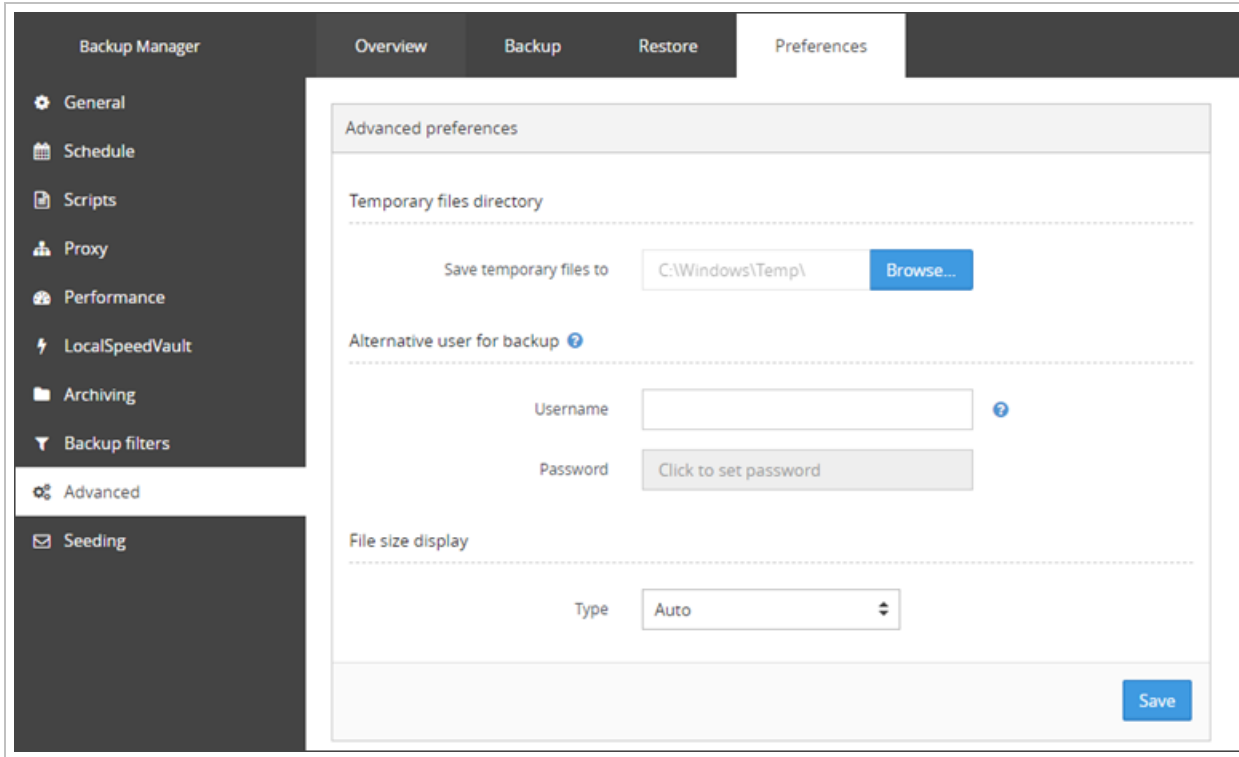 Backup Manager
Overview
Backup
Restore
Preferences
General
Schedule
Scripts
Proxy
Performance
LocalSpeedVault
Archiving
Backup filters
Advanced
Seeding
Advanced preferences
Temporary files directory
Save temporary files to
C:\Windows\Temp\
Browse...
Alternative user for backup ?
Username
?
Password
Click to set password
File size display
Type
Auto
Save